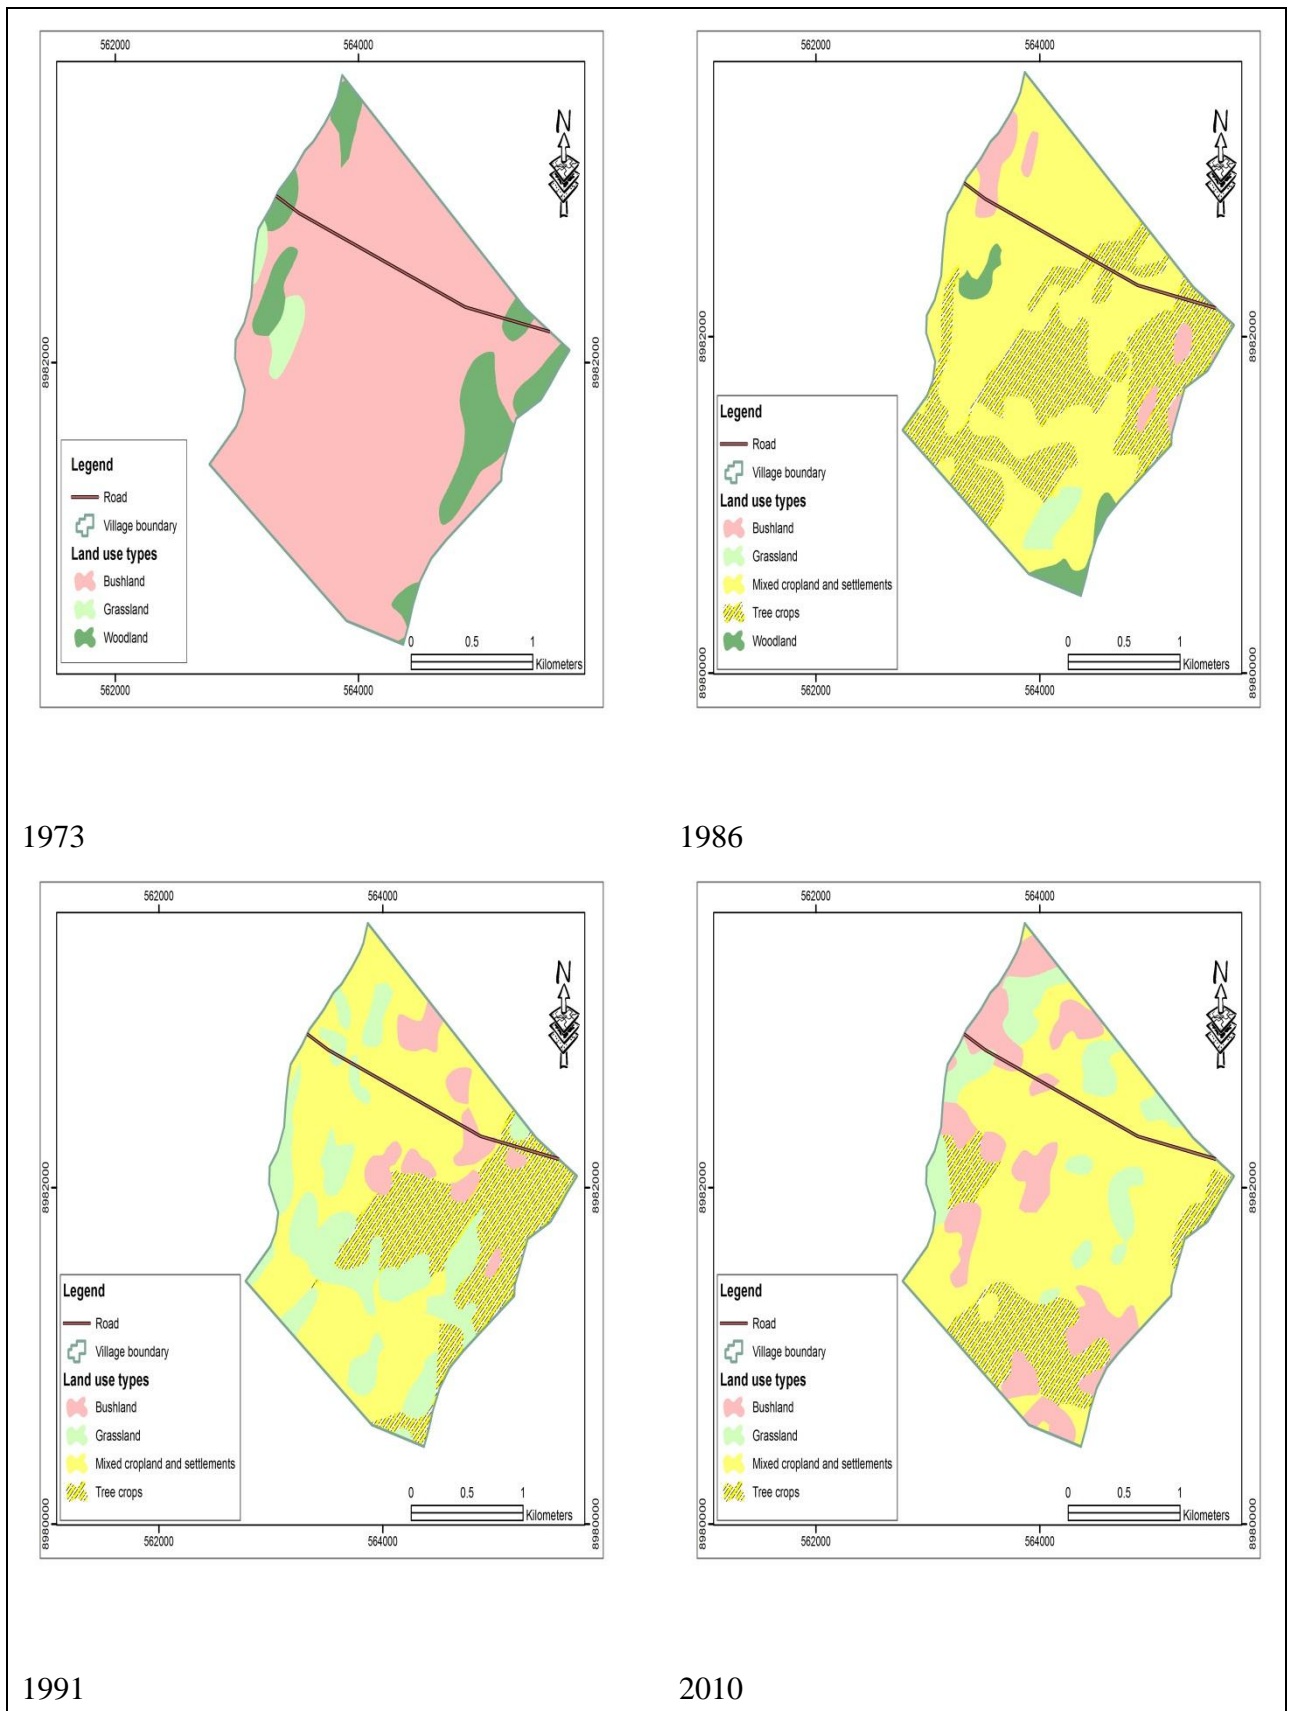 562000 564000
N
8982000 8982000
Legend
Road
Village boundary
Land use types
Bushland
Grassland
Woodland
0 0.5 1
Kilometers
562000 564000
1973
562000 564000
N
8982000 8982000
Legend
Road
Village boundary
Land use types
Bushland
Grassland
Mixed cropland and settlements
Tree crops
Woodland
0 0.5 1
Kilometers
8980000 8980000
562000 564000
1986
562000 564000
N
8982000 8982000
Legend
Road
Village boundary
Land use types
Bushland
Grassland
Mixed cropland and settlements
Tree crops
0 0.5 1
Kilometers
8980000 8980000
562000 564000
1991
562000 564000
N
8982000 8982000
Legend
Road
Village boundary
Land use types
Bushland
Grassland
Mixed cropland and settlements
Tree crops
0 0.5 1
Kilometers
8980000 8980000
562000 564000
2010